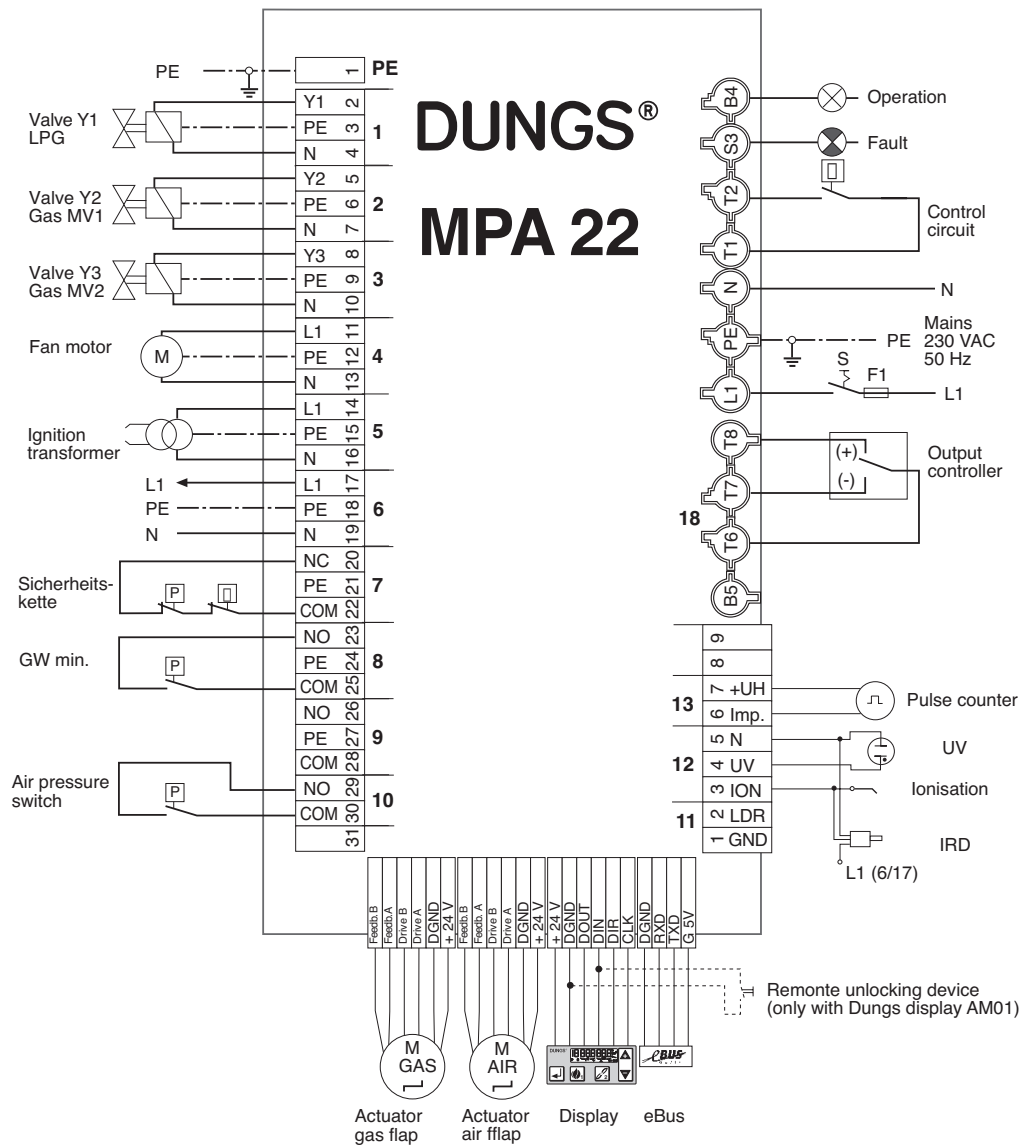 DUNGS®
MPA 22
PE
1 PE
Valve Y1
LPG
Y1 2
PE 3
N 4
1
Valve Y2
Gas MV1
Y2 5
PE 6
N 7
2
Valve Y3
Gas MV2
Y3 8
PE 9
N 10
3
Fan motor
M
L1 11
PE 12
N 13
4
Ignition
transformer
L1 14
PE 15
N 16
5
L1
PE
N
L1 17
PE 18
N 19
6
Sicherheits-
kette
P
NC 20
PE 21
COM 22
7
GW min.
P
NO 23
PE 24
COM 25
8
NO 26
PE 27
COM 28
9
Air pressure
switch
P
NO 29
COM 30
10
31
B4
Operation
S3
Fault
T2
T1
Control
circuit
N
N
PE
PE
Mains
230 VAC
50 Hz
L1
S
F1
L1
T8
T7
T6
B5
18
(+)
(-)
Output
controller
9
8
7 +UH
6 Imp.
13
Pulse counter
5 N
4 UV
12
UV
3 ION
Ionisation
2 LDR
1 GND
11
IRD
L1 (6/17)
Feedb. B
Feedb. A
Drive B
Drive A
DGND
+ 24 V
Feedb. B
Feedb. A
Drive B
Drive A
DGND
+ 24 V
+ 24 V
DGND
DOUT
DIN
DIR
CLK
DGND
RXD
TXD
G 5V
Remonte unlocking device
(only with Dungs display AM01)
M
GAS
M
AIR
DUNGS
eBUS
Actuator
gas flap
Actuator
air fflap
Display
eBus